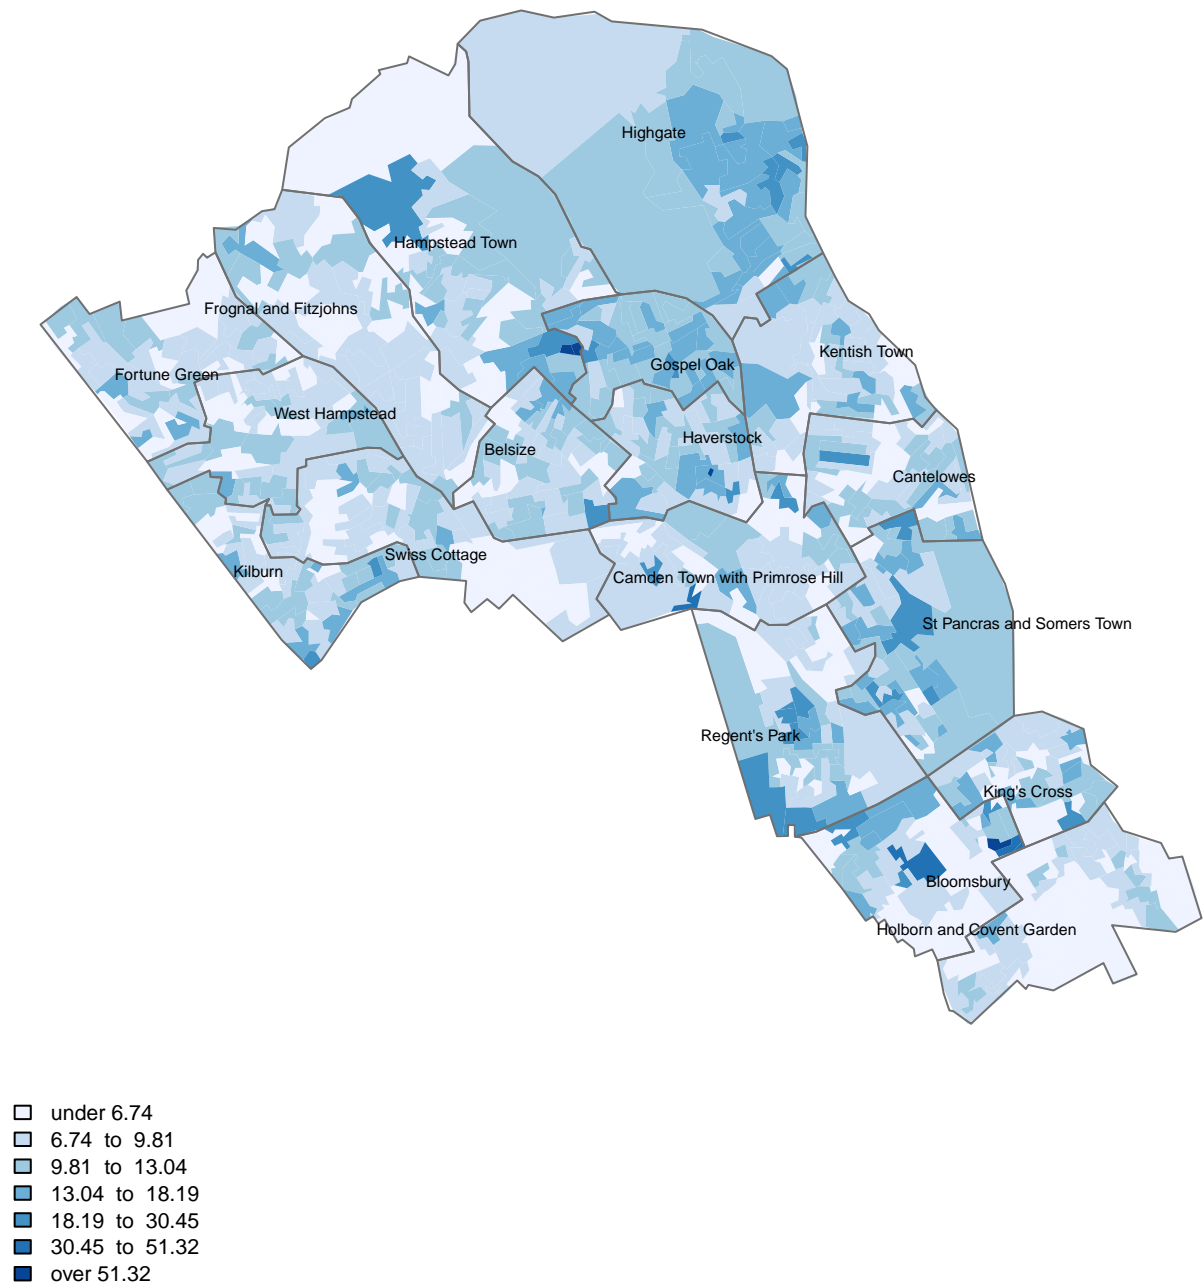 Highgate
Hampstead Town
Frognal and Fitzjohns
Kentish Town
Gospel Oak
Fortune Green
West Hampstead
Haverstock
Belsize
Cantelowes
Swiss Cottage
Kilburn
Camden Town with Primrose Hill
St Pancras and Somers Town
Regent's Park
King's Cross
Bloomsbury
Holborn and Covent Garden
under 6.74
6.74 to 9.81
9.81 to 13.04
13.04 to 18.19
18.19 to 30.45
30.45 to 51.32
over 51.32